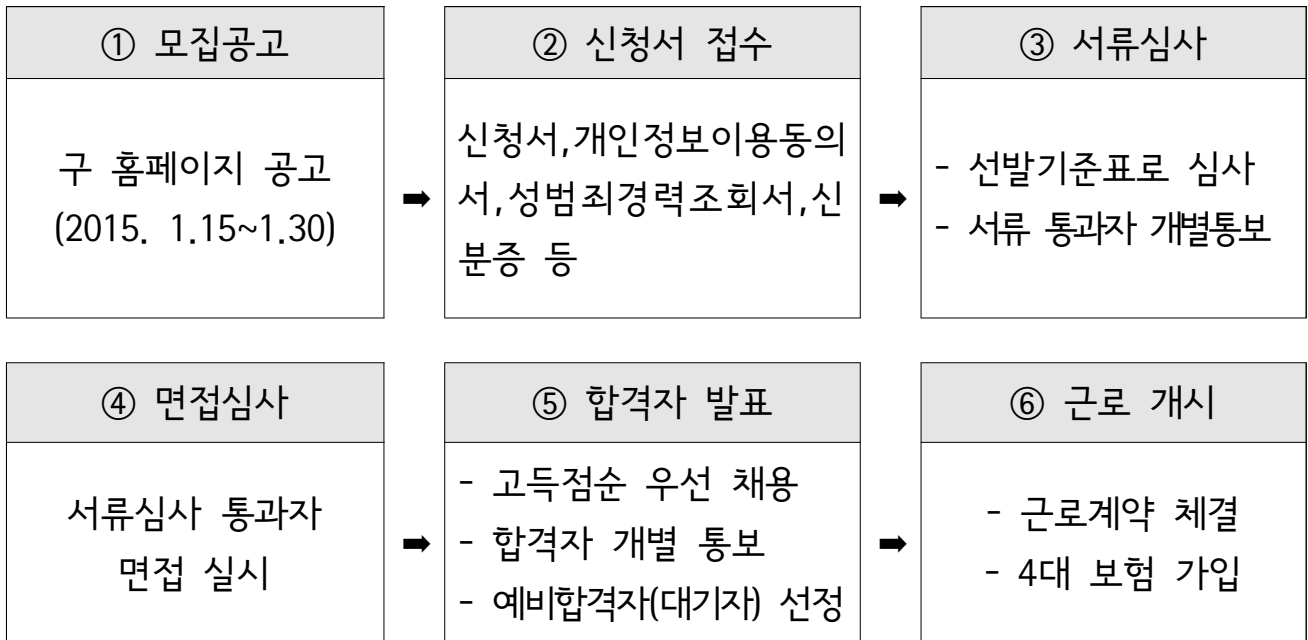 ① 모집공고
구 홈페이지 공고
(2015. 1.15~1.30)
➡
② 신청서 접수
신청서,개인정보이용동의
서,성범죄경력조회서,신
분증 등
➡
③ 서류심사
- 선발기준표로 심사
- 서류 통과자 개별통보
④ 면접심사
서류심사 통과자
면접 실시
➡
⑤ 합격자 발표
- 고득점순 우선 채용
- 합격자 개별 통보
- 예비합격자(대기자) 선정
➡
⑥ 근로 개시
- 근로계약 체결
- 4대 보험 가입